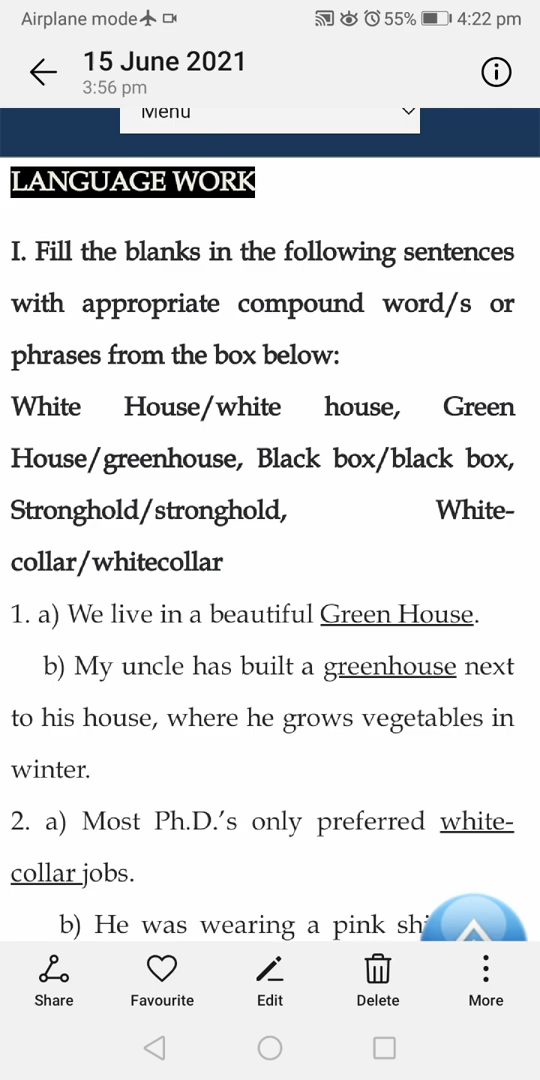 Airplane mode 55% 4:22 pm
15 June 2021
3:56 pm
Menu
LANGUAGE WORK
I. Fill the blanks in the following sentences
with appropriate compound word/s or
phrases from the box below:
White House/white house, Green
House/greenhouse, Black box/black box,
Stronghold/stronghold, White-
collar/whitecollar
1. a) We live in a beautiful Green House.
b) My uncle has built a greenhouse next
to his house, where he grows vegetables in
winter.
2. a) Most Ph.D.'s only preferred white-
collar jobs.
b) He was wearing a pink
Share Favourite Edit Delete More